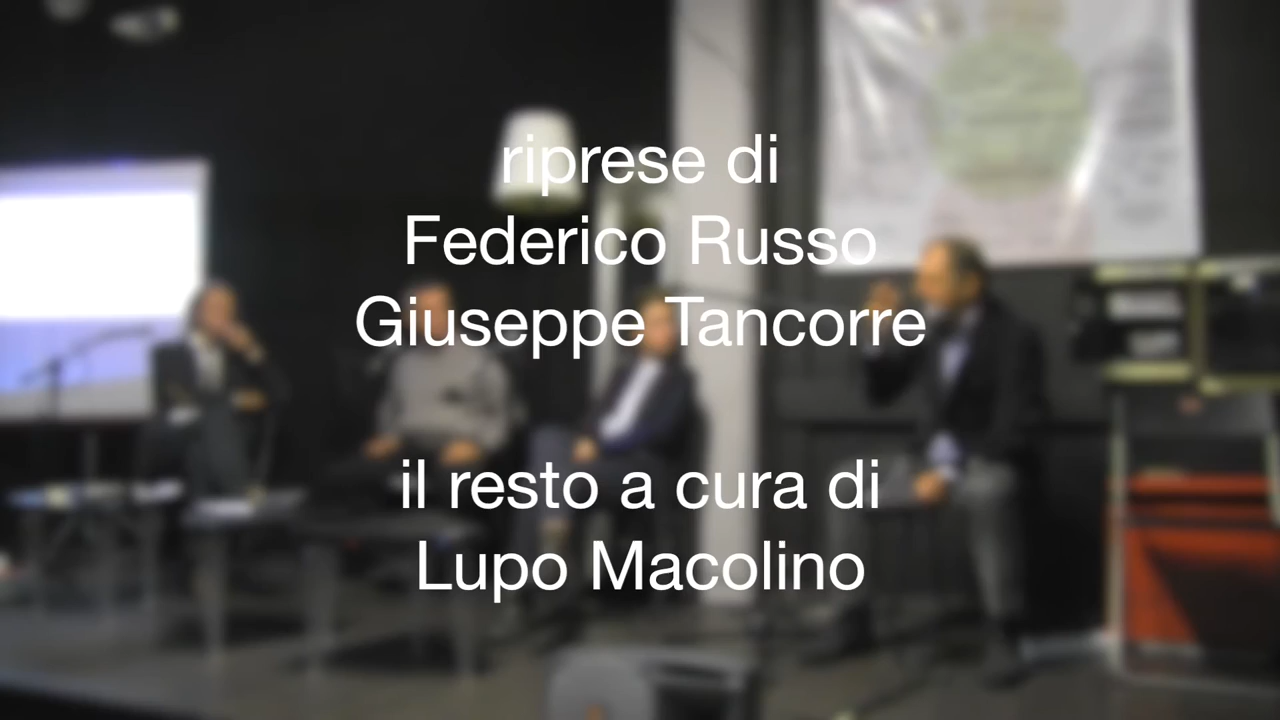 riprese di
Federico Russo
Giuseppe Tancorre
il resto a cura di
Lupo Macolino